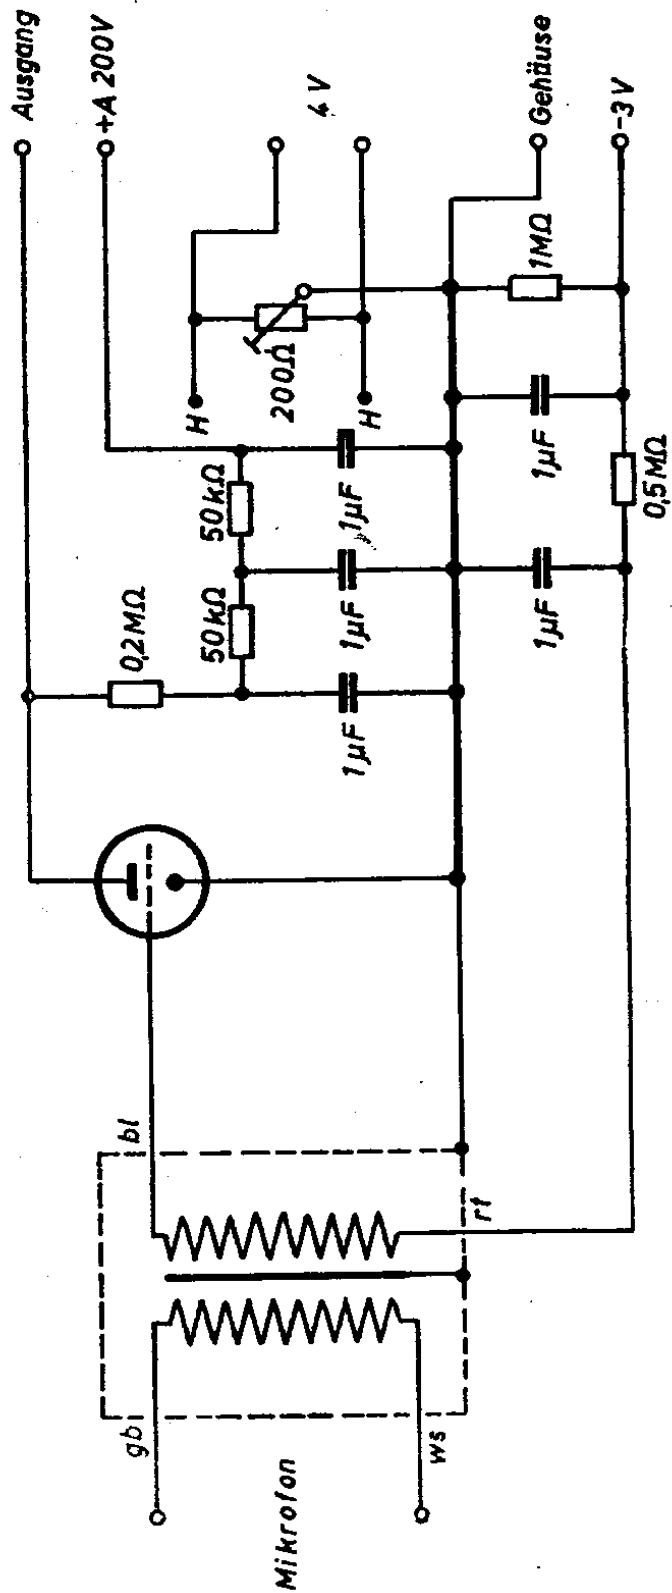 Ausgang
+A 200V
4 V
Gehäuse
-3V
H
200Ω
H
1MΩ
50kΩ
50kΩ
0,2MΩ
1µF
1µF
1µF
1µF
1µF
0,5MΩ
bl
rt
gb
ws
Mikrofon